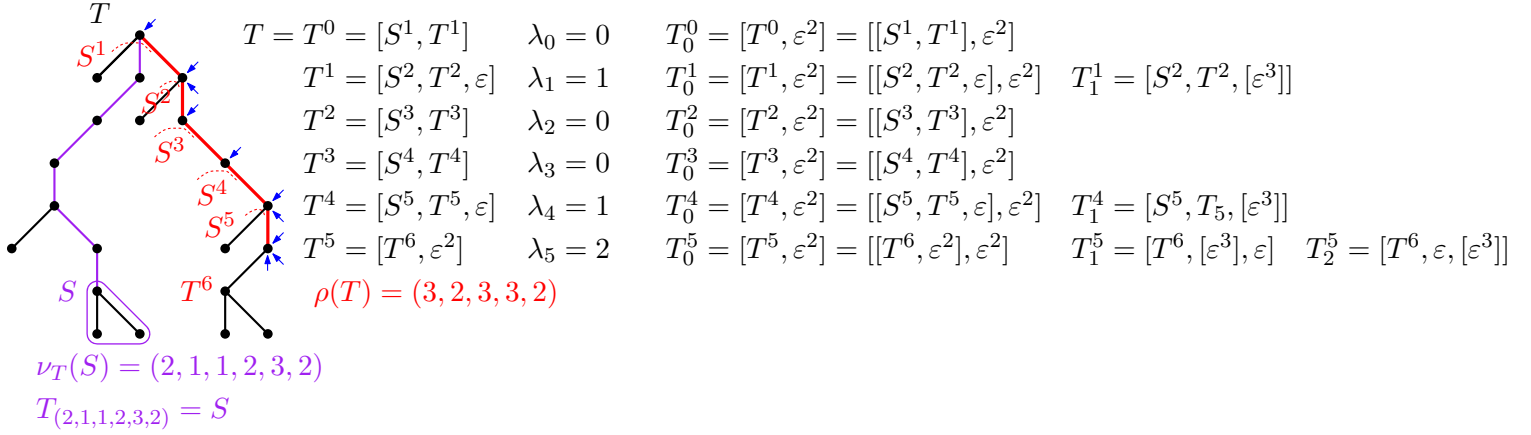 T
T = T^0 = [S^1, T^1] λ_0 = 0 T^0_0 = [T^0, ε^2] = [[S^1, T^1], ε^2]
S^1
T^1 = [S^2, T^2, ε] λ_1 = 1 T^1_0 = [T^1, ε^2] = [[S^2, T^2, ε], ε^2] T^1_1 = [S^2, T^2, [ε^3]]
S^2
T^2 = [S^3, T^3] λ_2 = 0 T^2_0 = [T^2, ε^2] = [[S^3, T^3], ε^2]
S^3
T^3 = [S^4, T^4] λ_3 = 0 T^3_0 = [T^3, ε^2] = [[S^4, T^4], ε^2]
S^4
T^4 = [S^5, T^5, ε] λ_4 = 1 T^4_0 = [T^4, ε^2] = [[S^5, T^5, ε], ε^2] T^4_1 = [S^5, T_5, [ε^3]]
S^5
T^5 = [T^6, ε^2] λ_5 = 2 T^5_0 = [T^5, ε^2] = [[T^6, ε^2], ε^2] T^5_1 = [T^6, [ε^3], ε] T^5_2 = [T^6, ε, [ε^3]]
S T^6 ρ(T) = (3, 2, 3, 3, 2)
ν_T(S) = (2, 1, 1, 2, 3, 2)
T_{(2,1,1,2,3,2)} = S